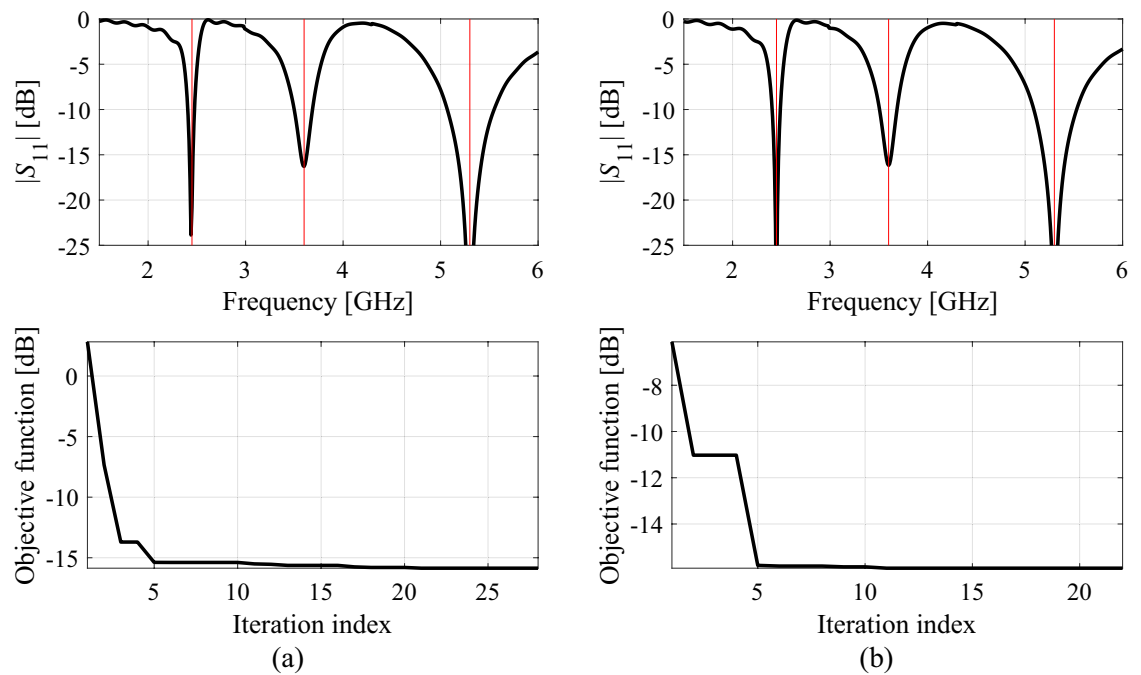 0
-5
-10
-15
-20
-25
|S11| [dB]
2 3 4 5 6
Frequency [GHz]
0
-5
-10
-15
-20
-25
|S11| [dB]
2 3 4 5 6
Frequency [GHz]
0
-5
-10
-15
Objective function [dB]
5 10 15 20 25
Iteration index
(a)
-8
-10
-12
-14
Objective function [dB]
5 10 15 20
Iteration index
(b)